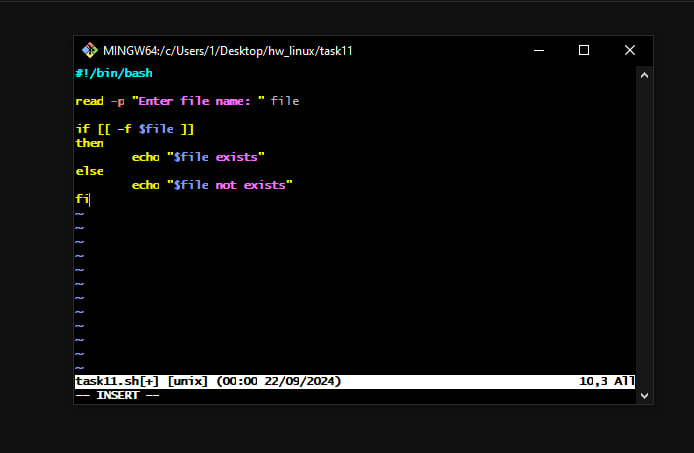 MINGW64:/c/Users/1/Desktop/hw_linux/task11
#!/bin/bash
read -p "Enter file name: " file
if [[ -f $file ]]
then
echo "$file exists"
else
echo "$file not exists"
fi
~
~
~
~
~
~
~
~
~
~
~
~
task11.sh[+] [unix] (00:00 22/09/2024) 10,3 All
-- INSERT --